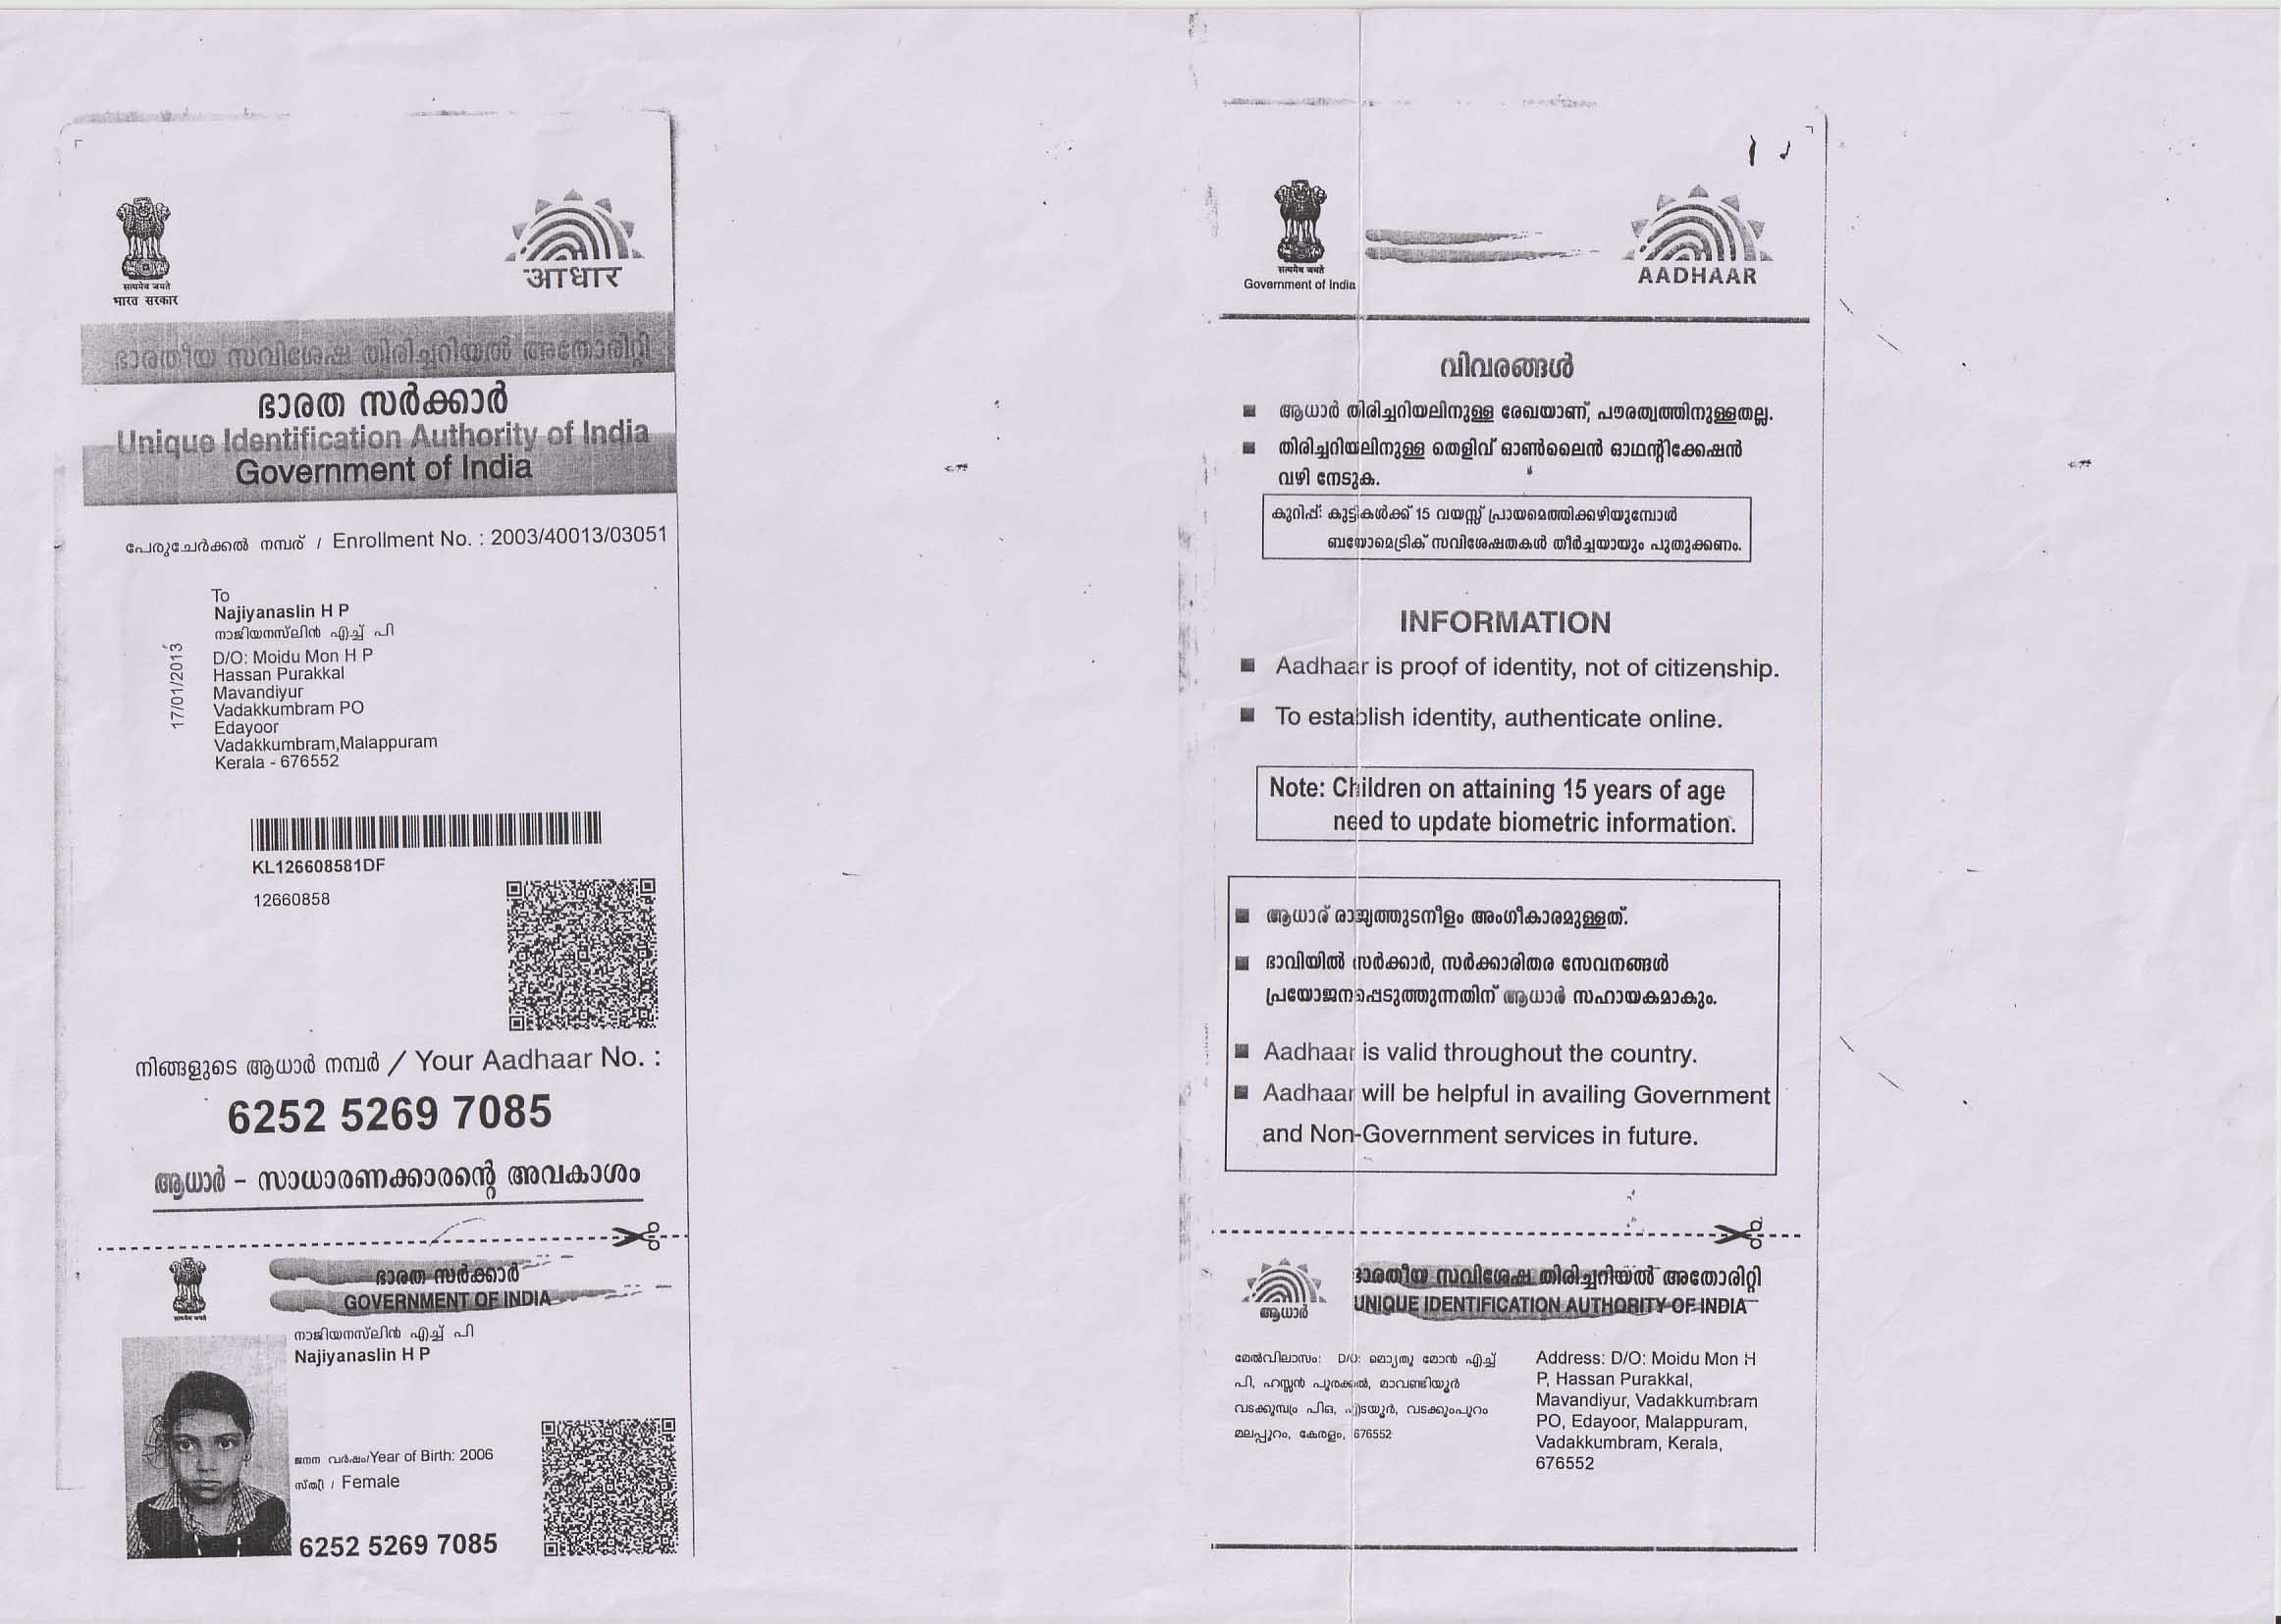 सत्यमेव जयते
भारत सरकार
आधार
ഭാരതീയ സവിശേഷ തിരിച്ചറിയൽ അതോരിറ്റി
ഭാരത സർക്കാർ
Unique Identification Authority of India
Government of India
പേരുചേർക്കൽ നമ്പര് / Enrollment No. : 2003/40013/03051
17/01/2013
To
Najiyanaslin H P
നാജിയനസ്ലിൻ എച്ച് പി
D/O: Moidu Mon H P
Hassan Purakkal
Mavandiyur
Vadakkumbram PO
Edayoor
Vadakkumbram,Malappuram
Kerala - 676552
KL126608581DF
12660858
നിങ്ങളുടെ ആധാർ നമ്പർ / Your Aadhaar No. :
6252 5269 7085
ആധാർ – സാധാരണക്കാരന്റെ അവകാശം
ഭാരത സർക്കാർ
GOVERNMENT OF INDIA
നാജിയനസ്ലിൻ എച്ച് പി
Najiyanaslin H P
ജനന വർഷം/Year of Birth: 2006
സ്ത്രീ / Female
6252 5269 7085
सत्यमेव जयते
Government of India
AADHAAR
വിവരങ്ങൾ
ആധാർ തിരിച്ചറിയലിനുള്ള രേഖയാണ്, പൗരത്വത്തിനുള്ളതല്ല.
തിരിച്ചറിയലിനുള്ള തെളിവ് ഓൺലൈൻ ഓഥന്റിക്കേഷൻ
വഴി നേടുക.
കുറിപ്പ്: കുട്ടികൾക്ക് 15 വയസ്സ് പ്രായമെത്തിക്കഴിയുമ്പോൾ
ബയോമെട്രിക് സവിശേഷതകൾ തീർച്ചയായും പുതുക്കണം.
INFORMATION
Aadhaar is proof of identity, not of citizenship.
To establish identity, authenticate online.
Note: Children on attaining 15 years of age
need to update biometric information.
ആധാര് രാജ്യത്തുടനീളം അംഗീകാരമുള്ളത്.
ഭാവിയിൽ സർക്കാർ, സർക്കാരിതര സേവനങ്ങൾ
പ്രയോജനപ്പെടുത്തുന്നതിന് ആധാർ സഹായകമാകും.
Aadhaar is valid throughout the country.
Aadhaar will be helpful in availing Government
and Non-Government services in future.
ആധാർ
ഭാരതീയ സവിശേഷ തിരിച്ചറിയൽ അതോരിറ്റി
UNIQUE IDENTIFICATION AUTHORITY OF INDIA
മേൽവിലാസം: D/O: മൊയ്തു മോൻ എച്ച്
പി, ഹസ്സൻ പുരക്കൽ, മാവണ്ടിയൂർ
വടക്കുമ്പ്രം പിഒ, എടയൂർ, വടക്കുംപുറം
മലപ്പുറം, കേരളം, 676552
Address: D/O: Moidu Mon H
P, Hassan Purakkal,
Mavandiyur, Vadakkumbram
PO, Edayoor, Malappuram,
Vadakkumbram, Kerala,
676552